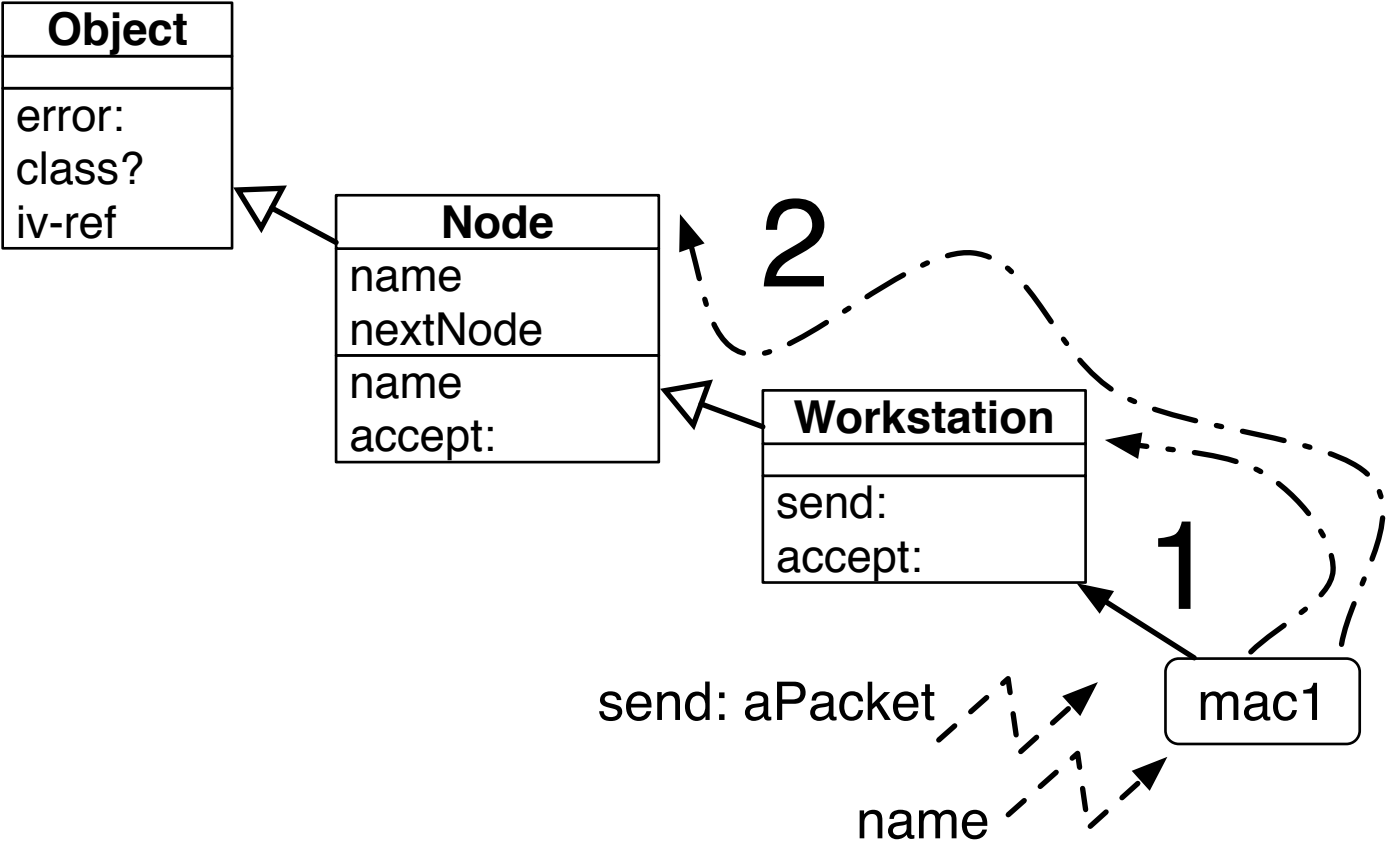 Object
error:
class?
iv-ref
Node
name
nextNode
name
accept:
2
Workstation
send:
accept:
1
mac1
send: aPacket
name